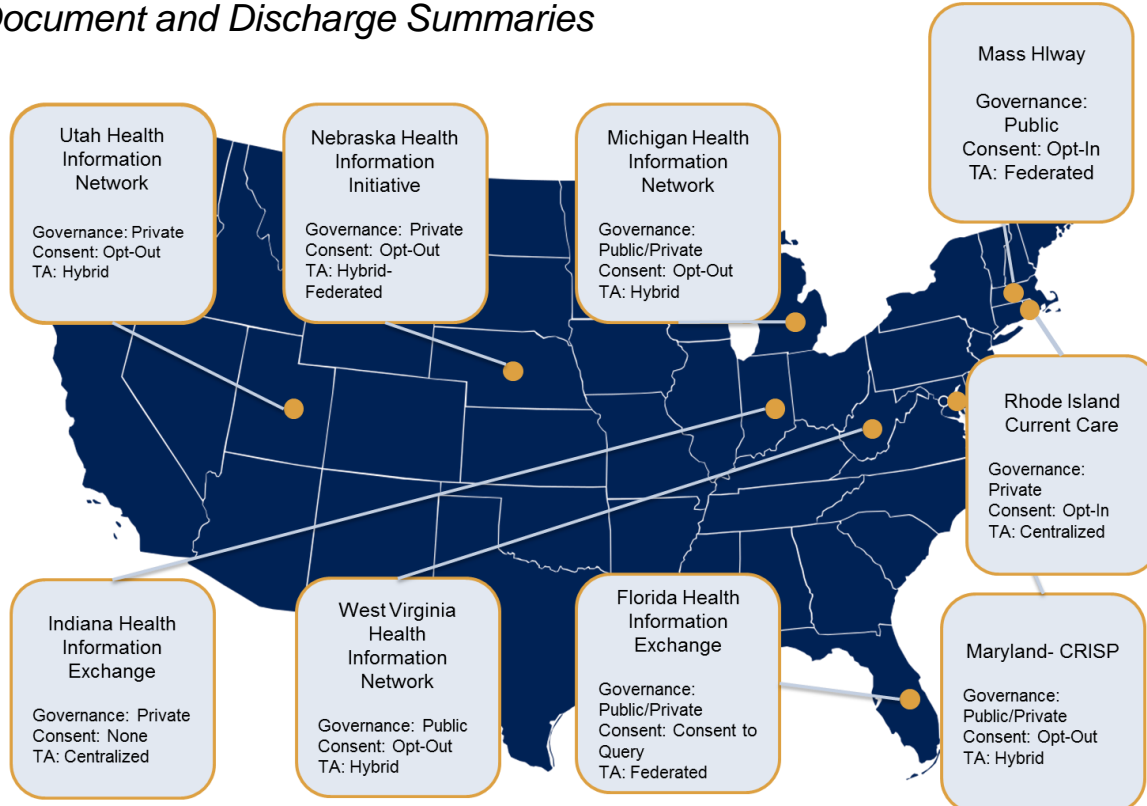 Document and Discharge Summaries
Mass HIway
Governance:
Public
Consent: Opt-In
TA: Federated
Utah Health
Information
Network
Governance: Private
Consent: Opt-Out
TA: Hybrid
Nebraska Health
Information
Initiative
Governance: Private
Consent: Opt-Out
TA: Hybrid-
Federated
Michigan Health
Information
Network
Governance:
Public/Private
Consent: Opt-Out
TA: Hybrid
Rhode Island
Current Care
Governance:
Private
Consent: Opt-In
TA: Centralized
Indiana Health
Information
Exchange
Governance: Private
Consent: None
TA: Centralized
West Virginia
Health
Information
Network
Governance: Public
Consent: Opt-Out
TA: Hybrid
Florida Health
Information
Exchange
Governance:
Public/Private
Consent: Consent to
Query
TA: Federated
Maryland- CRISP
Governance:
Public/Private
Consent: Opt-Out
TA: Hybrid